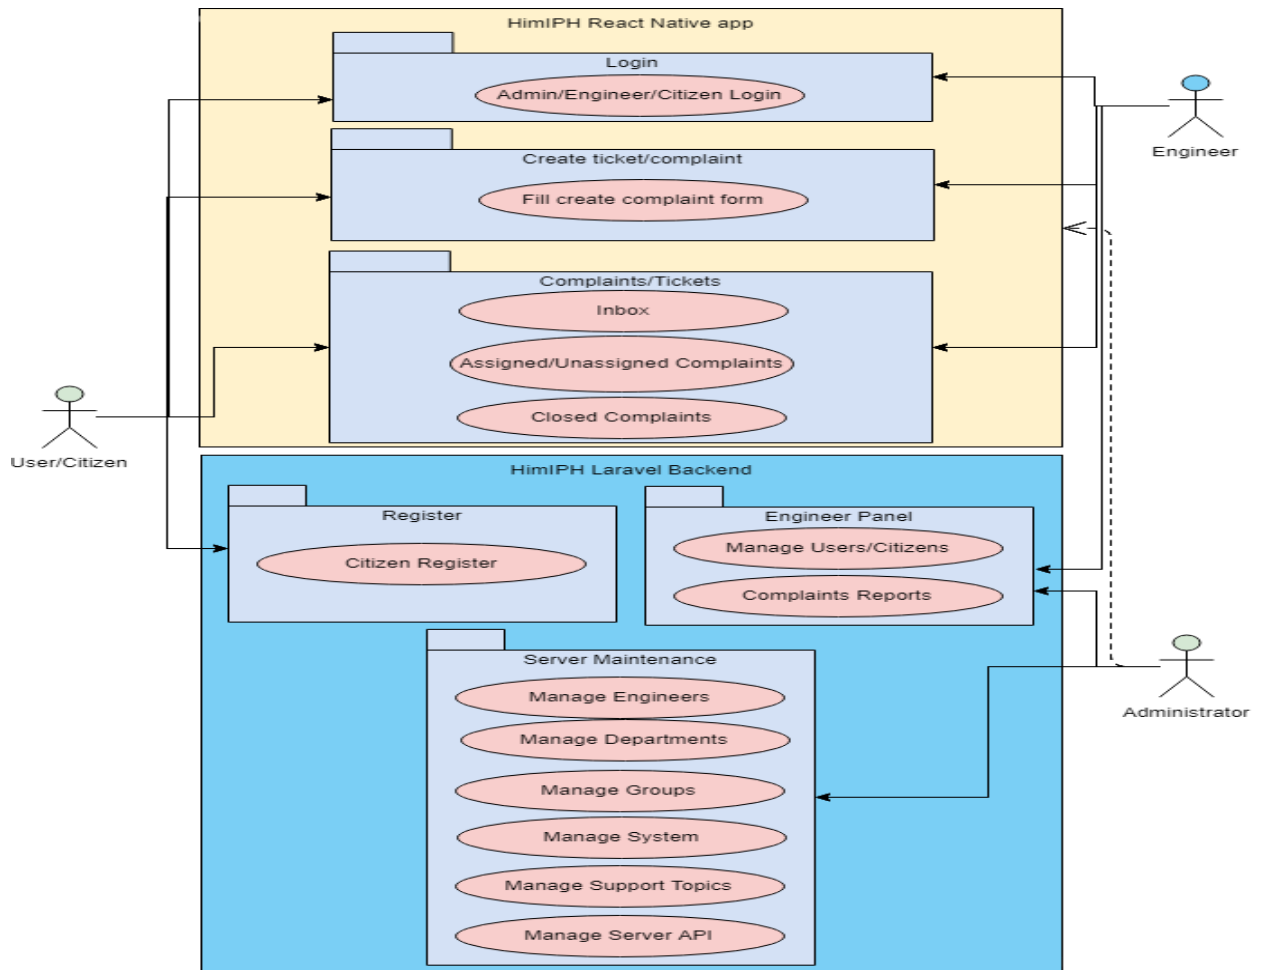 HimIPH React Native app
Login
Admin/Engineer/Citizen Login
Engineer
Create ticket/complaint
Fill create complaint form
Complaints/Tickets
Inbox
Assigned/Unassigned Complaints
Closed Complaints
User/Citizen
HimIPH Laravel Backend
Register
Citizen Register
Engineer Panel
Manage Users/Citizens
Complaints Reports
Server Maintenance
Manage Engineers
Manage Departments
Manage Groups
Manage System
Manage Support Topics
Manage Server API
Administrator